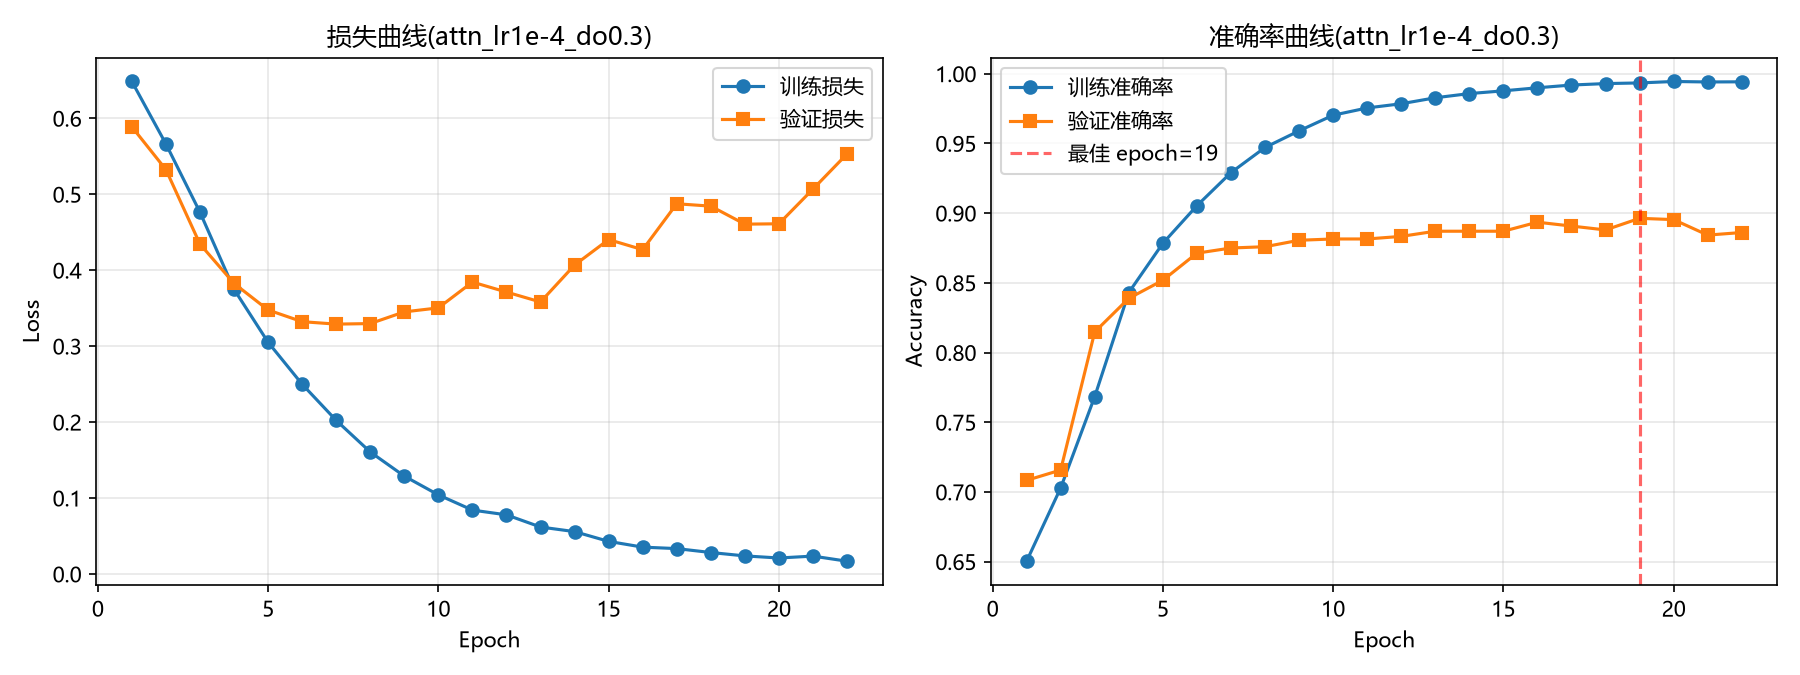 损失曲线(attn_lr1e-4_do0.3)
训练损失
验证损失
0.6
0.5
0.4
0.3
0.2
0.1
0.0
Loss
0 5 10 15 20
Epoch
准确率曲线(attn_lr1e-4_do0.3)
训练准确率
验证准确率
最佳 epoch=19
1.00
0.95
0.90
0.85
0.80
0.75
0.70
0.65
Accuracy
0 5 10 15 20
Epoch